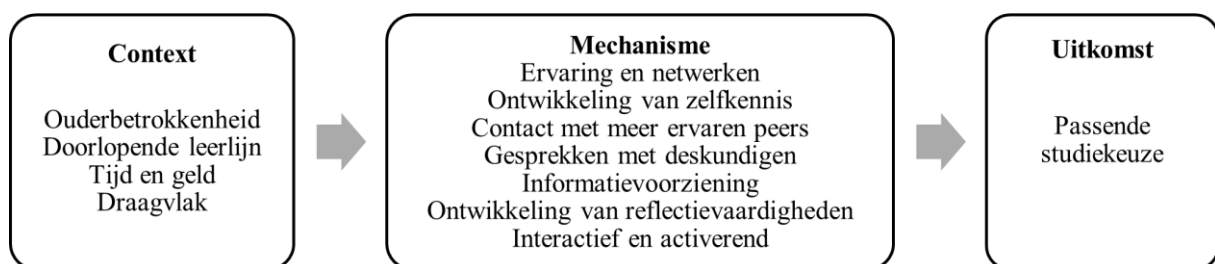 Context
Ouderbetrokkenheid
Doorlopende leerlijn
Tijd en geld
Draagvlak
Mechanisme
Ervaring en netwerken
Ontwikkeling van zelfkennis
Contact met meer ervaren peers
Gesprekken met deskundigen
Informatievoorziening
Ontwikkeling van reflectievaardigheden
Interactief en activerend
Uitkomst
Passende
studiekeuze